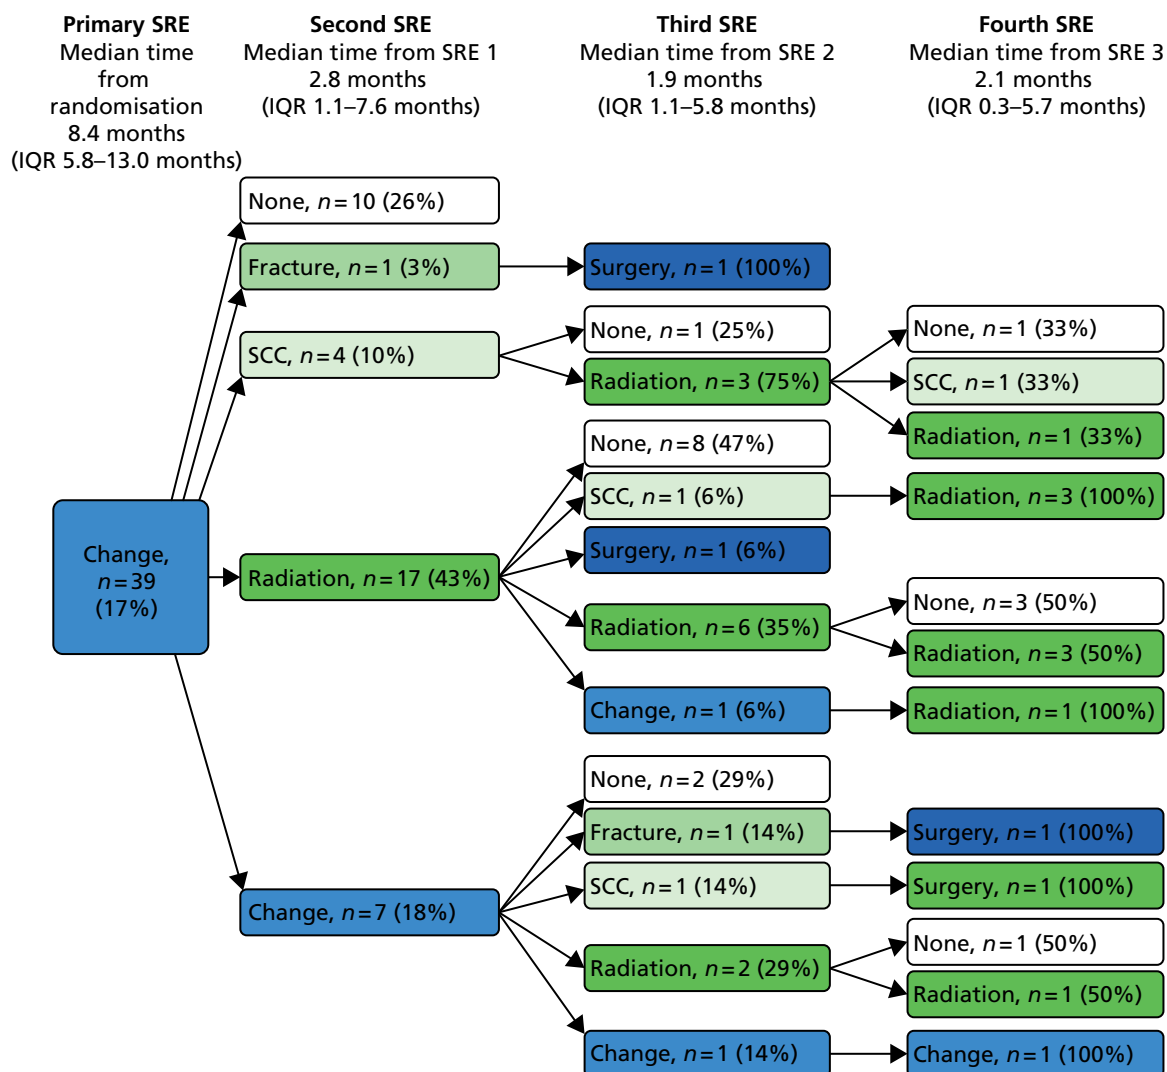 Primary SRE
Median time
from
randomisation
8.4 months
(IQR 5.8–13.0 months)
Second SRE
Median time from SRE 1
2.8 months
(IQR 1.1–7.6 months)
Third SRE
Median time from SRE 2
1.9 months
(IQR 1.1–5.8 months)
Fourth SRE
Median time from SRE 3
2.1 months
(IQR 0.3–5.7 months)
Change,
n=39
(17%)
None, n=10 (26%)
Fracture, n=1 (3%)
SCC, n=4 (10%)
Radiation, n=17 (43%)
Change, n=7 (18%)
Surgery, n=1 (100%)
None, n=1 (25%)
Radiation, n=3 (75%)
None, n=8 (47%)
SCC, n=1 (6%)
Surgery, n=1 (6%)
Radiation, n=6 (35%)
Change, n=1 (6%)
None, n=2 (29%)
Fracture, n=1 (14%)
SCC, n=1 (14%)
Radiation, n=2 (29%)
Change, n=1 (14%)
None, n=1 (33%)
SCC, n=1 (33%)
Radiation, n=1 (33%)
Radiation, n=3 (100%)
None, n=3 (50%)
Radiation, n=3 (50%)
Radiation, n=1 (100%)
Surgery, n=1 (100%)
Surgery, n=1 (100%)
None, n=1 (50%)
Radiation, n=1 (50%)
Change, n=1 (100%)